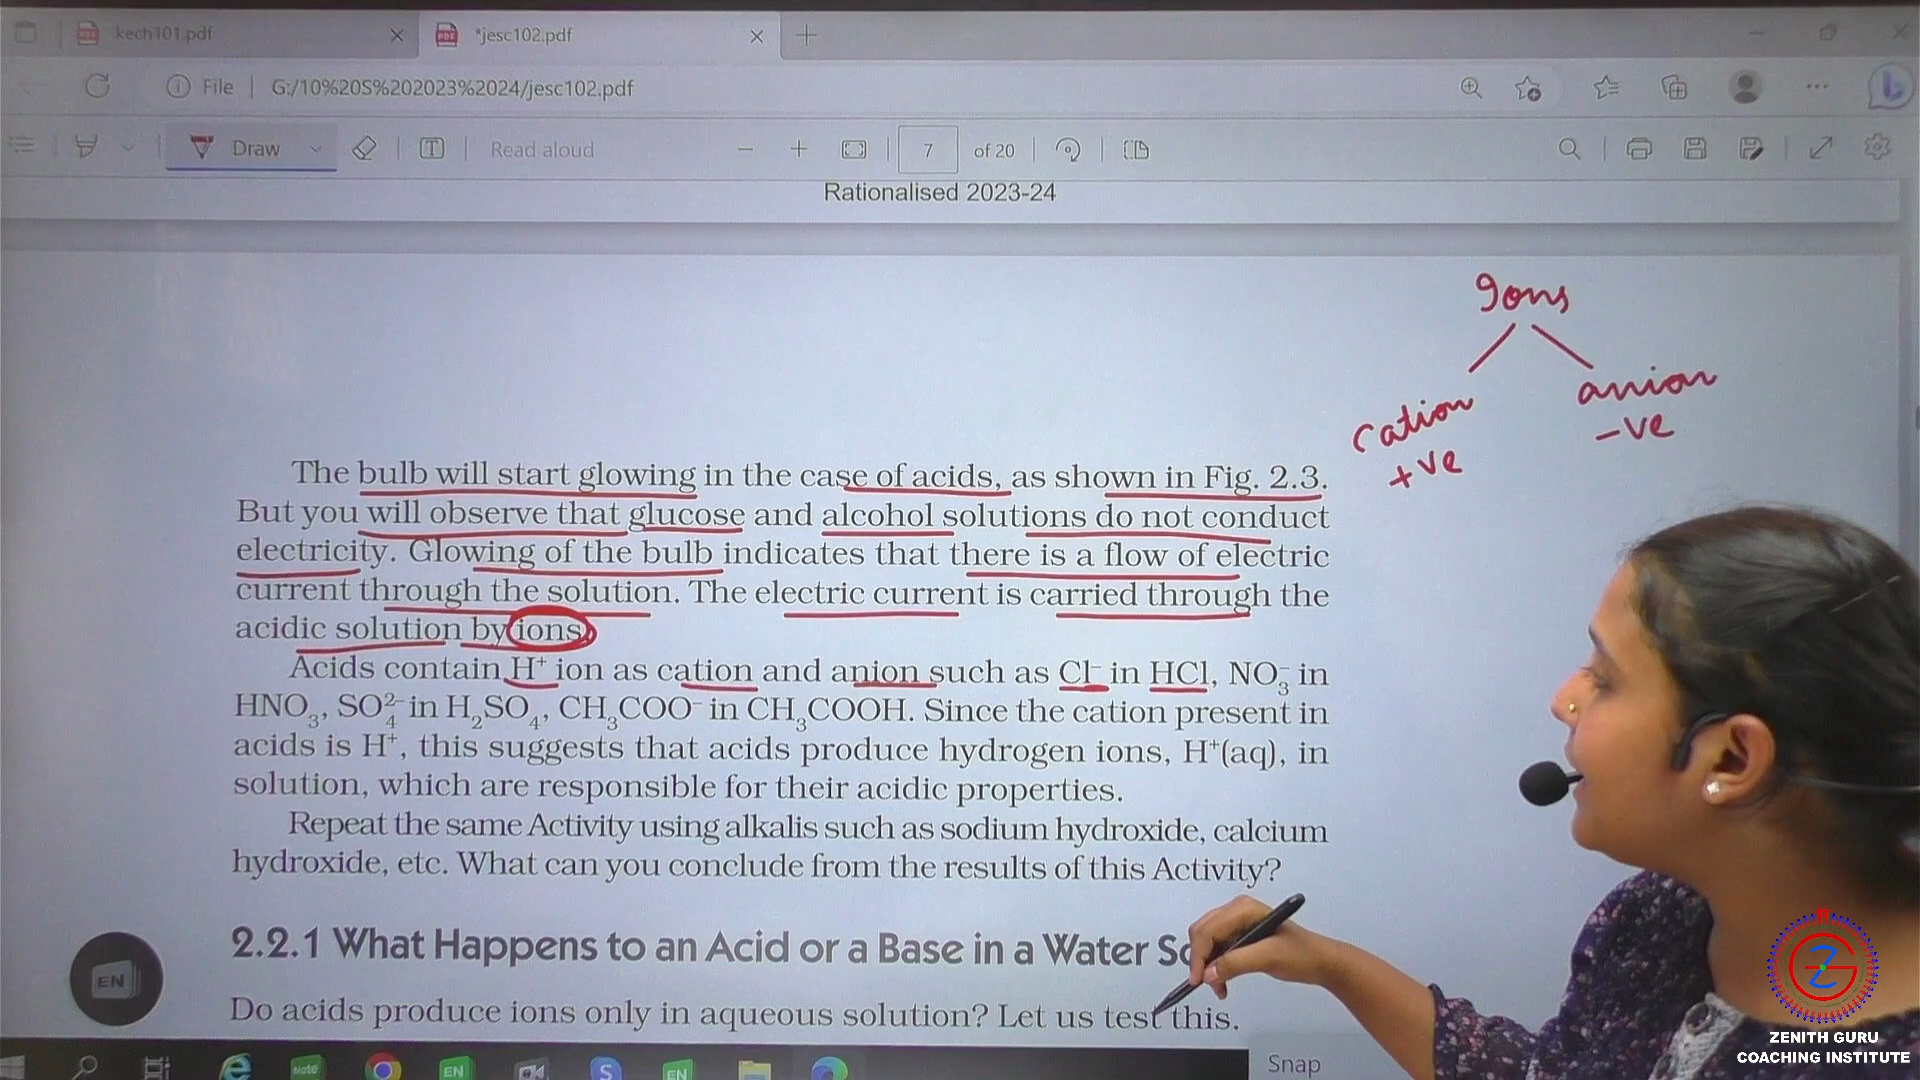 kech101.pdf
*jesc102.pdf
File
G:/10%20S%202023%2024/jesc102.pdf
Draw
Read aloud
7
of 20
Rationalised 2023-24
Ions
cation
anion
+ve
-ve
The bulb will start glowing in the case of acids, as shown in Fig. 2.3.
But you will observe that glucose and alcohol solutions do not conduct
electricity. Glowing of the bulb indicates that there is a flow of electric
current through the solution. The electric current is carried through the
acidic solution by ions
Acids contain H⁺ ion as cation and anion such as Cl⁻ in HCl, NO₃⁻ in
HNO₃, SO₄²⁻ in H₂SO₄, CH₃COO⁻ in CH₃COOH. Since the cation present in
acids is H⁺, this suggests that acids produce hydrogen ions, H⁺(aq), in
solution, which are responsible for their acidic properties.
Repeat the same Activity using alkalis such as sodium hydroxide, calcium
hydroxide, etc. What can you conclude from the results of this Activity?
2.2.1 What Happens to an Acid or a Base in a Water So
Do acids produce ions only in aqueous solution? Let us test this.
EN
Note
EN
S
EN
Snap
ZENITH GURU
COACHING INSTITUTE